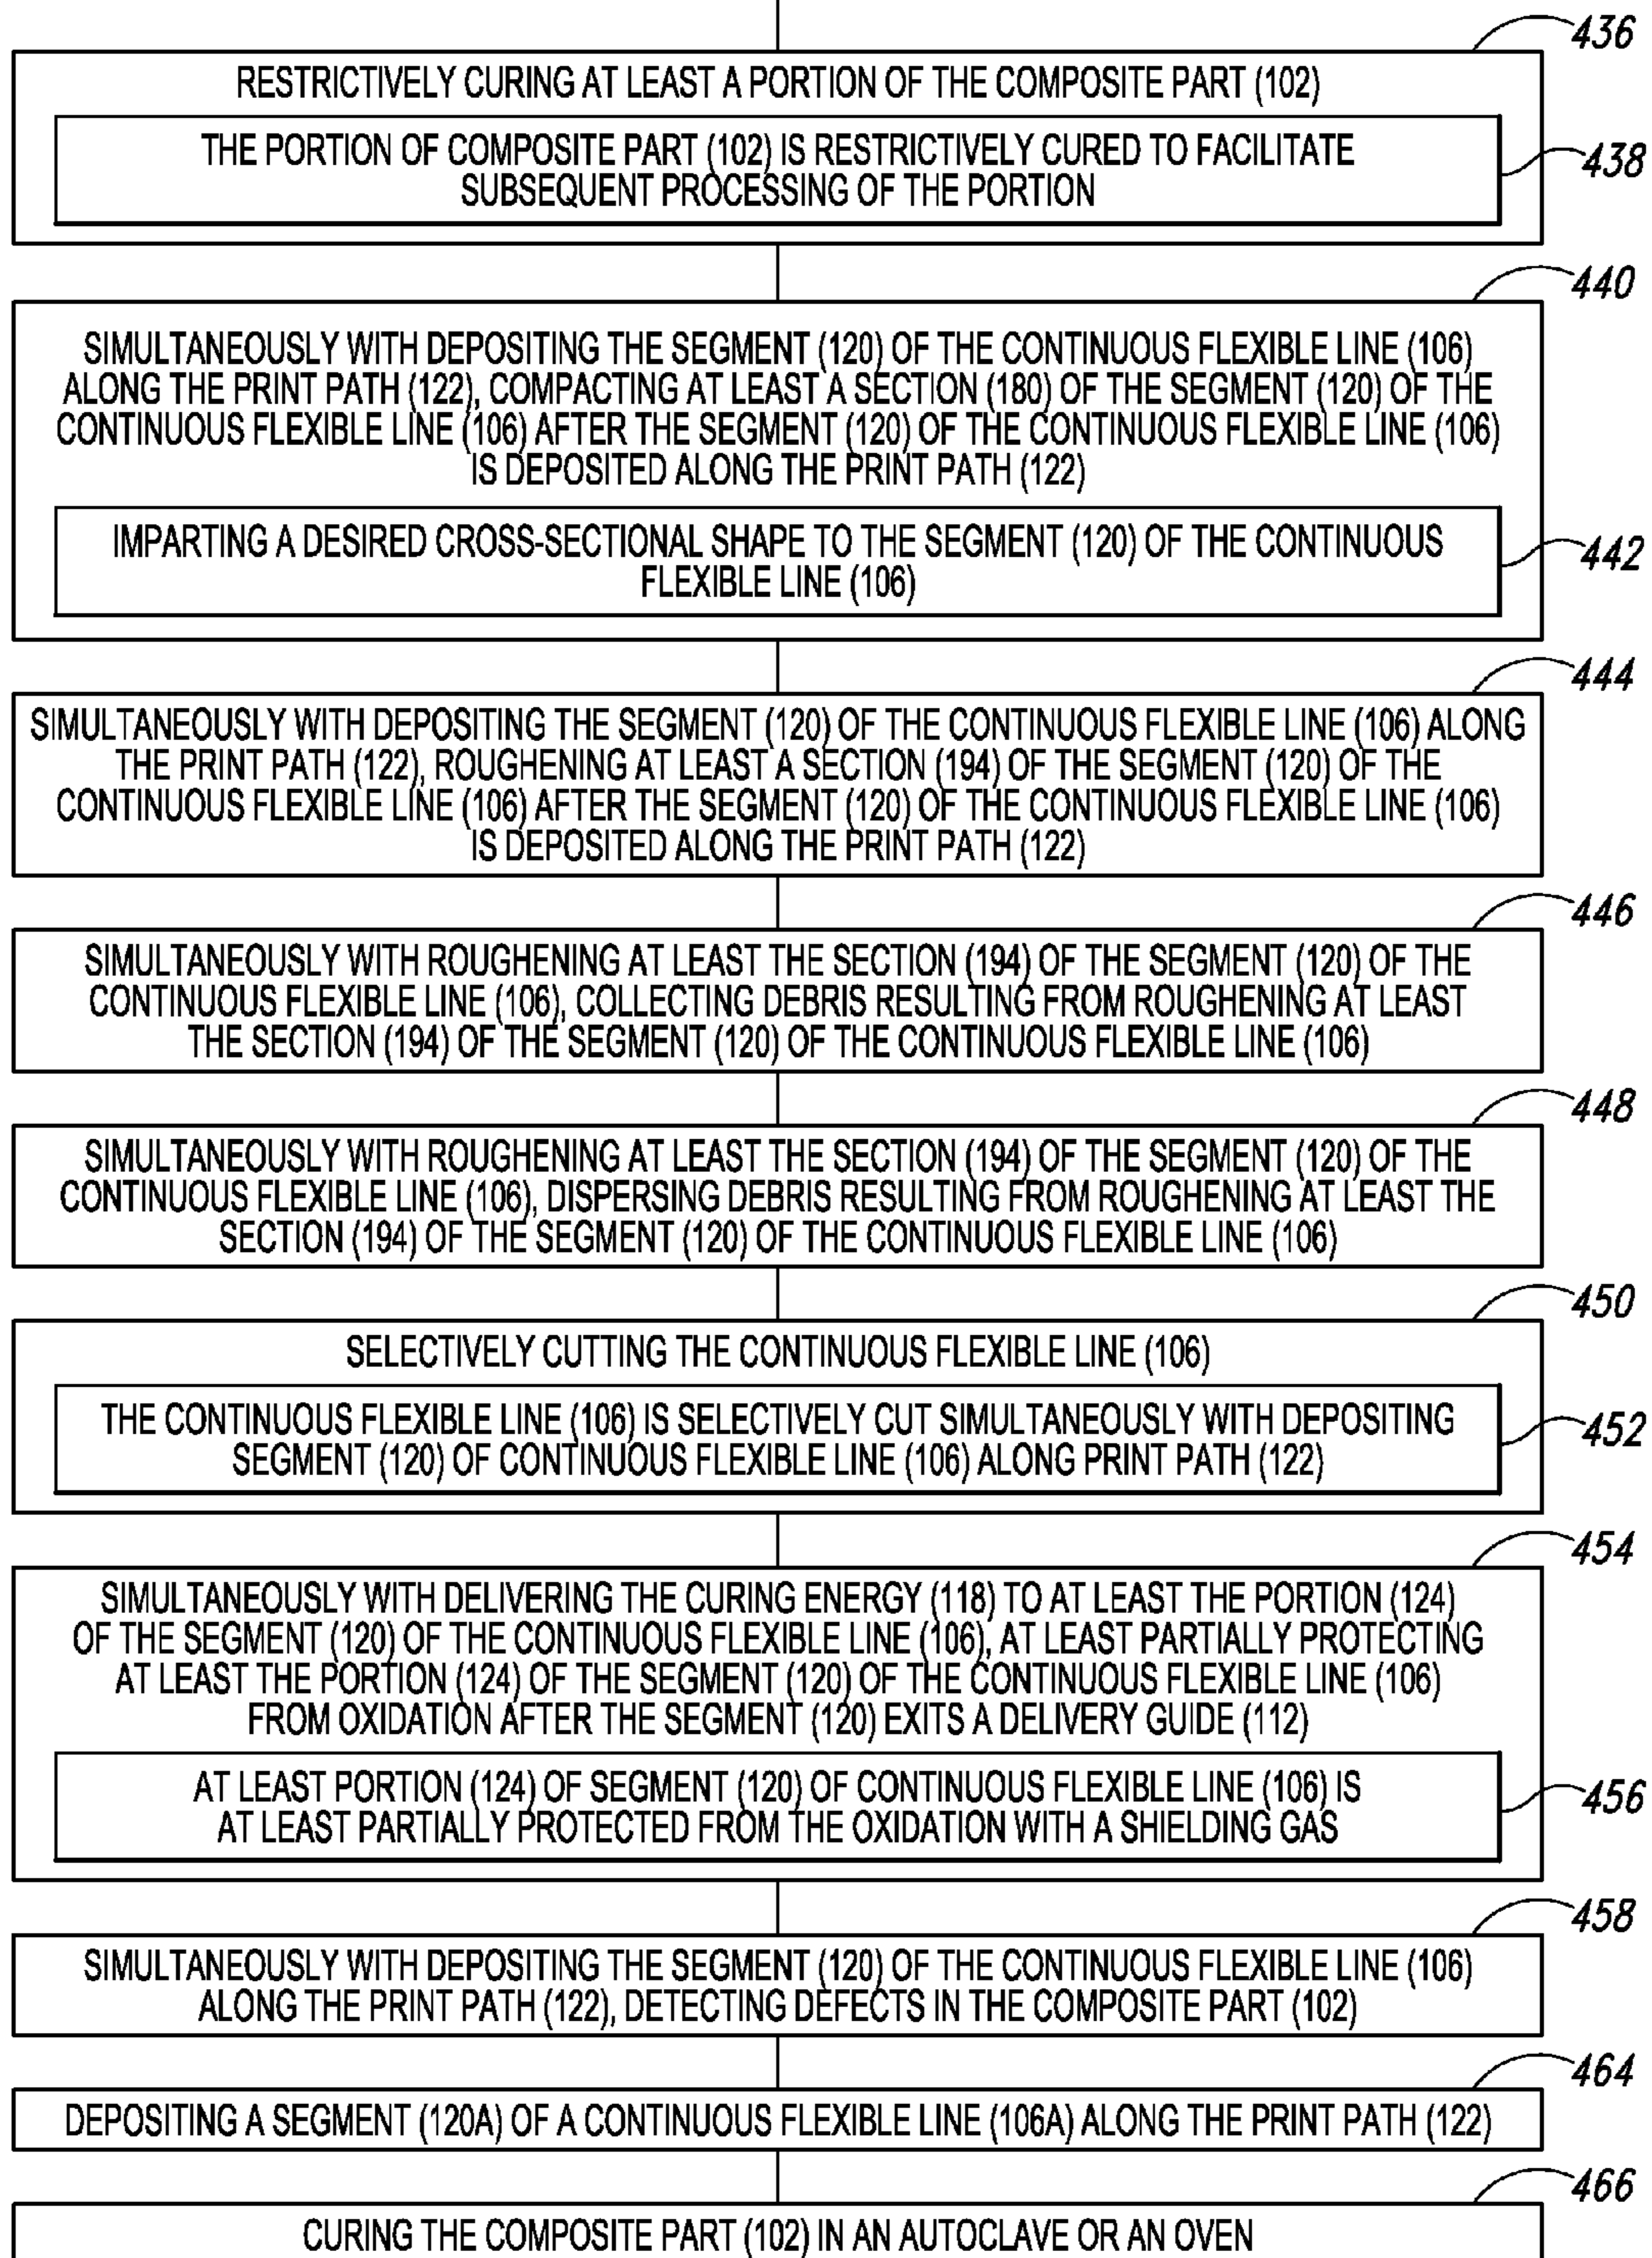 436
RESTRICTIVELY CURING AT LEAST A PORTION OF THE COMPOSITE PART (102)
THE PORTION OF COMPOSITE PART (102) IS RESTRICTIVELY CURED TO FACILITATE
SUBSEQUENT PROCESSING OF THE PORTION
438
440
SIMULTANEOUSLY WITH DEPOSITING THE SEGMENT (120) OF THE CONTINUOUS FLEXIBLE LINE (106)
ALONG THE PRINT PATH (122), COMPACTING AT LEAST A SECTION (180) OF THE SEGMENT (120) OF THE
CONTINUOUS FLEXIBLE LINE (106) AFTER THE SEGMENT (120) OF THE CONTINUOUS FLEXIBLE LINE (106)
IS DEPOSITED ALONG THE PRINT PATH (122)
IMPARTING A DESIRED CROSS-SECTIONAL SHAPE TO THE SEGMENT (120) OF THE CONTINUOUS
FLEXIBLE LINE (106)
442
444
SIMULTANEOUSLY WITH DEPOSITING THE SEGMENT (120) OF THE CONTINUOUS FLEXIBLE LINE (106) ALONG
THE PRINT PATH (122), ROUGHENING AT LEAST A SECTION (194) OF THE SEGMENT (120) OF THE
CONTINUOUS FLEXIBLE LINE (106) AFTER THE SEGMENT (120) OF THE CONTINUOUS FLEXIBLE LINE (106)
IS DEPOSITED ALONG THE PRINT PATH (122)
446
SIMULTANEOUSLY WITH ROUGHENING AT LEAST THE SECTION (194) OF THE SEGMENT (120) OF THE
CONTINUOUS FLEXIBLE LINE (106), COLLECTING DEBRIS RESULTING FROM ROUGHENING AT LEAST
THE SECTION (194) OF THE SEGMENT (120) OF THE CONTINUOUS FLEXIBLE LINE (106)
448
SIMULTANEOUSLY WITH ROUGHENING AT LEAST THE SECTION (194) OF THE SEGMENT (120) OF THE
CONTINUOUS FLEXIBLE LINE (106), DISPERSING DEBRIS RESULTING FROM ROUGHENING AT LEAST THE
SECTION (194) OF THE SEGMENT (120) OF THE CONTINUOUS FLEXIBLE LINE (106)
450
SELECTIVELY CUTTING THE CONTINUOUS FLEXIBLE LINE (106)
THE CONTINUOUS FLEXIBLE LINE (106) IS SELECTIVELY CUT SIMULTANEOUSLY WITH DEPOSITING
SEGMENT (120) OF CONTINUOUS FLEXIBLE LINE (106) ALONG PRINT PATH (122)
452
454
SIMULTANEOUSLY WITH DELIVERING THE CURING ENERGY (118) TO AT LEAST THE PORTION (124)
OF THE SEGMENT (120) OF THE CONTINUOUS FLEXIBLE LINE (106), AT LEAST PARTIALLY PROTECTING
AT LEAST THE PORTION (124) OF THE SEGMENT (120) OF THE CONTINUOUS FLEXIBLE LINE (106)
FROM OXIDATION AFTER THE SEGMENT (120) EXITS A DELIVERY GUIDE (112)
AT LEAST PORTION (124) OF SEGMENT (120) OF CONTINUOUS FLEXIBLE LINE (106) IS
AT LEAST PARTIALLY PROTECTED FROM THE OXIDATION WITH A SHIELDING GAS
456
458
SIMULTANEOUSLY WITH DEPOSITING THE SEGMENT (120) OF THE CONTINUOUS FLEXIBLE LINE (106)
ALONG THE PRINT PATH (122), DETECTING DEFECTS IN THE COMPOSITE PART (102)
464
DEPOSITING A SEGMENT (120A) OF A CONTINUOUS FLEXIBLE LINE (106A) ALONG THE PRINT PATH (122)
466
CURING THE COMPOSITE PART (102) IN AN AUTOCLAVE OR AN OVEN